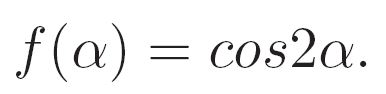 f(α) = cos2α.